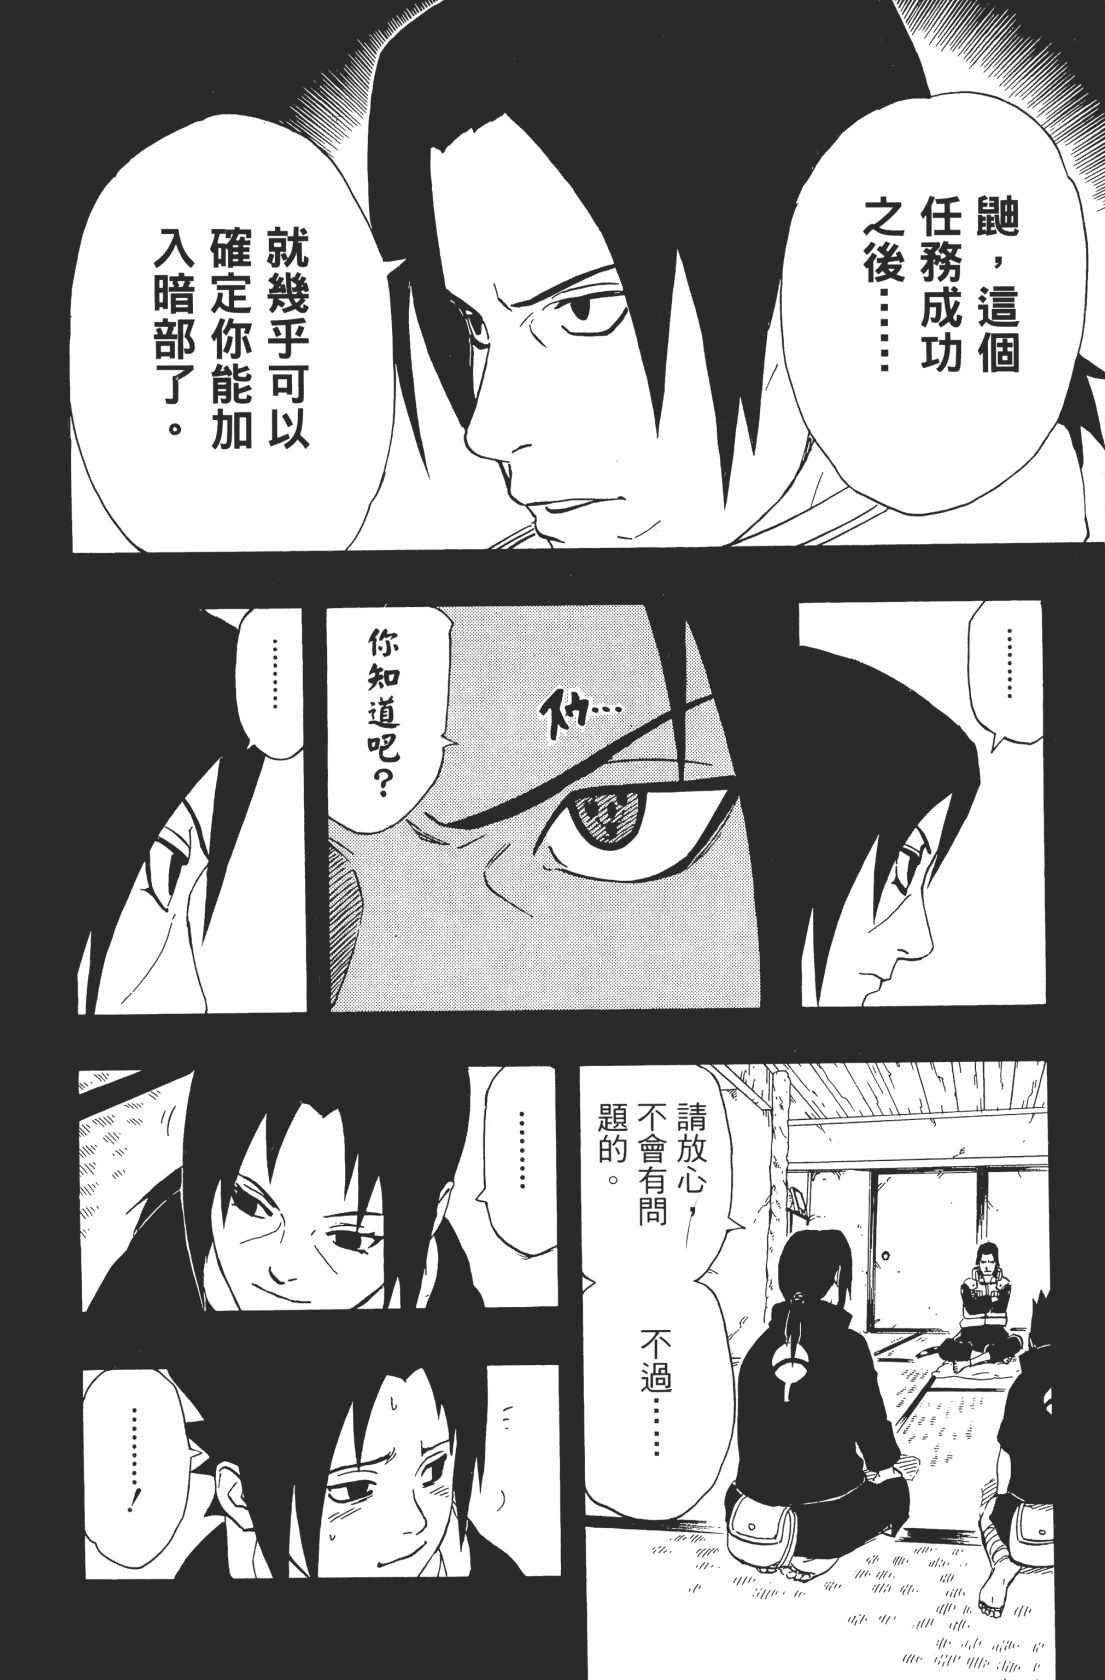 鼬，這個
任務成功
之後……
就幾乎可以
確定你能加
入暗部了。
………
スゥ…
你知道吧？
………
請放心，
不會有問
題的。
不過……
………
………！